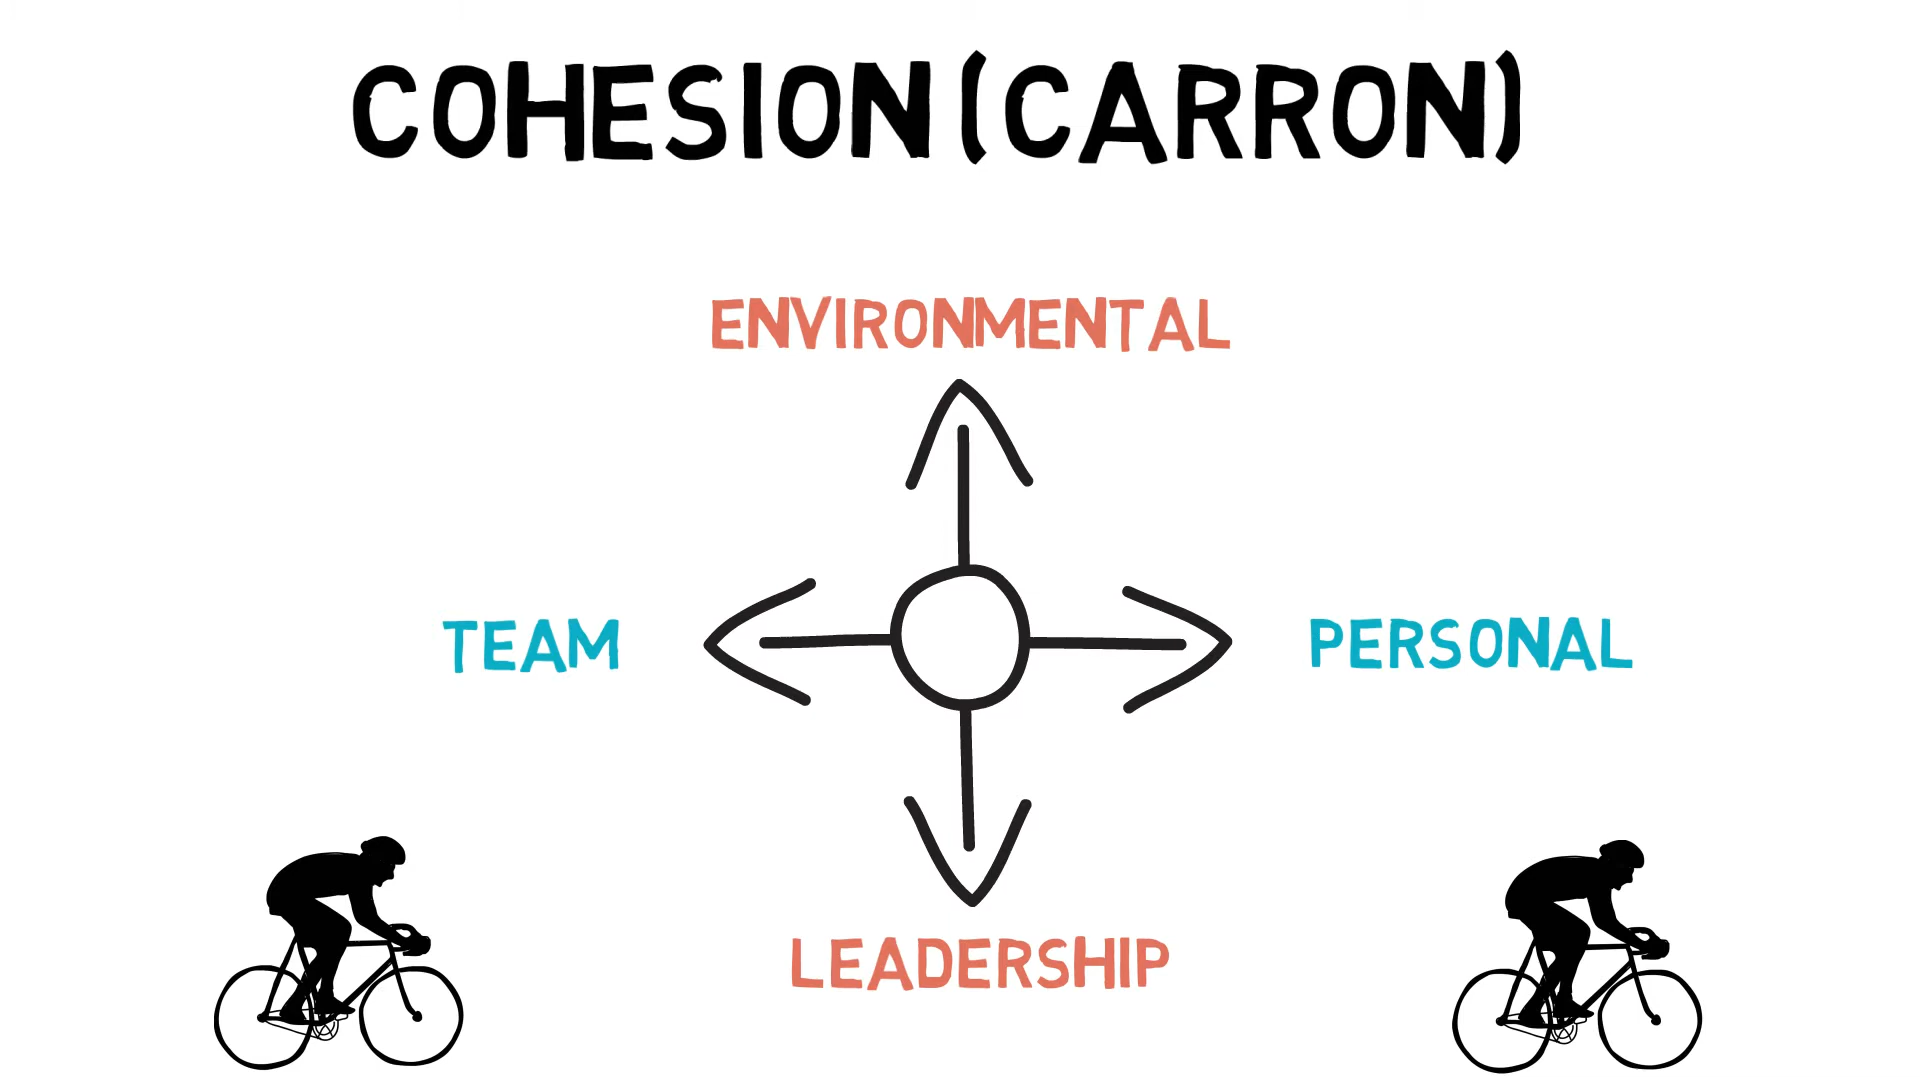 COHESION (CARRON)
ENVIRONMENTAL
TEAM
PERSONAL
LEADERSHIP